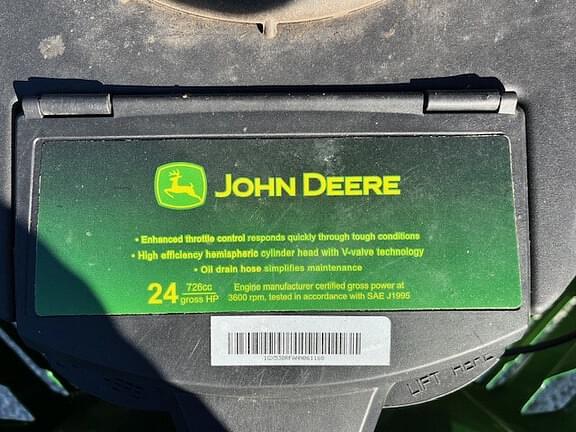 JOHN DEERE
• Enhanced throttle control responds quickly through tough conditions
• High efficiency hemispheric cylinder head with V-valve technology
• Oil drain hose simplifies maintenance
24 726cc gross HP
Engine manufacturer certified gross power at
3600 rpm, tested in accordance with SAE J1995
LIFT HERE